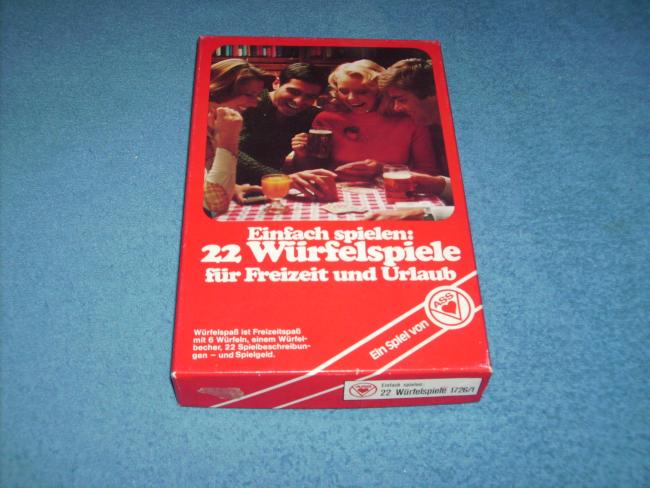 Einfach spielen:
22 Würfelspiele
für Freizeit und Urlaub
Würfelspaß ist Freizeitspaß
mit 6 Würfeln, einem Würfel-
becher, 22 Spielbeschreibun-
gen – und Spielgeld.
Ein Spiel von
ASS
ASS
Einfach spielen:
22 Würfelspiele 1726/1